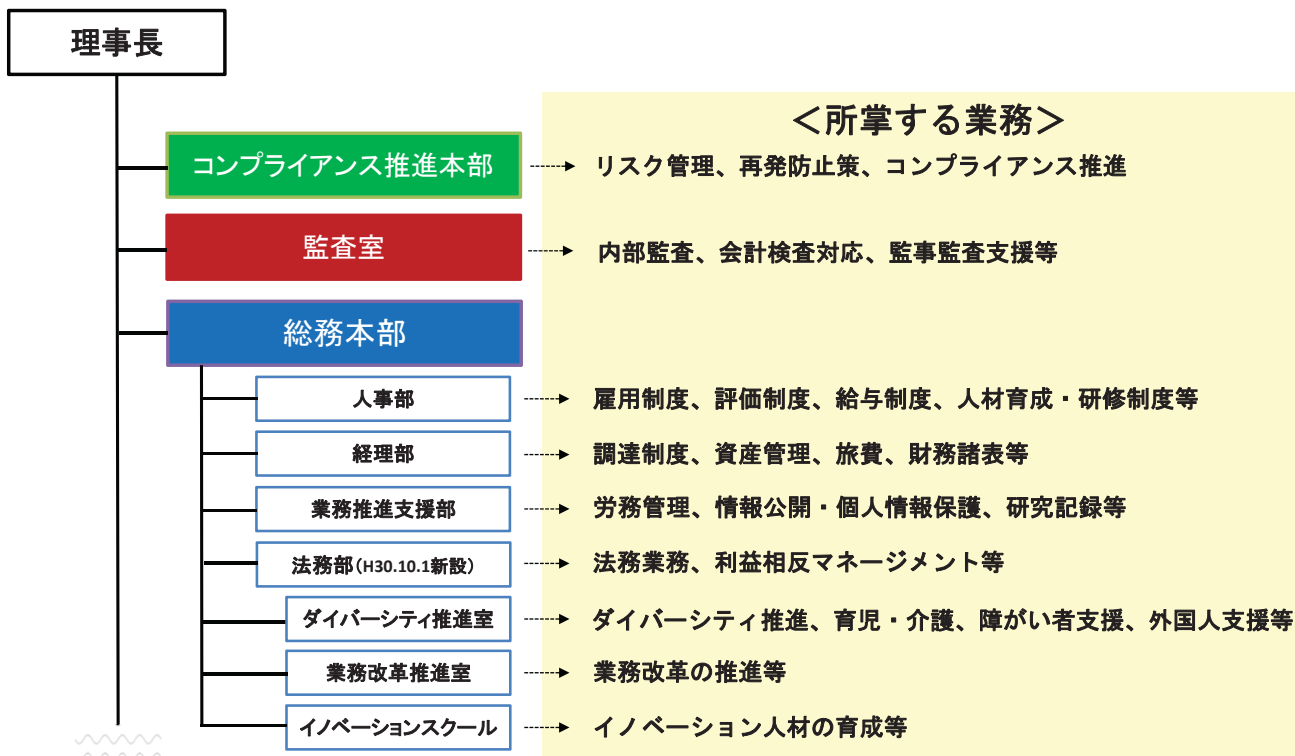 理事長
＜所掌する業務＞
コンプライアンス推進本部
リスク管理、再発防止策、コンプライアンス推進
監査室
内部監査、会計検査対応、監事監査支援等
総務本部
人事部
雇用制度、評価制度、給与制度、人材育成・研修制度等
経理部
調達制度、資産管理、旅費、財務諸表等
業務推進支援部
労務管理、情報公開・個人情報保護、研究記録等
法務部（H30.10.1新設）
法務業務、利益相反マネージメント等
ダイバーシティ推進室
ダイバーシティ推進、育児・介護、障がい者支援、外国人支援等
業務改革推進室
業務改革の推進等
イノベーションスクール
イノベーション人材の育成等